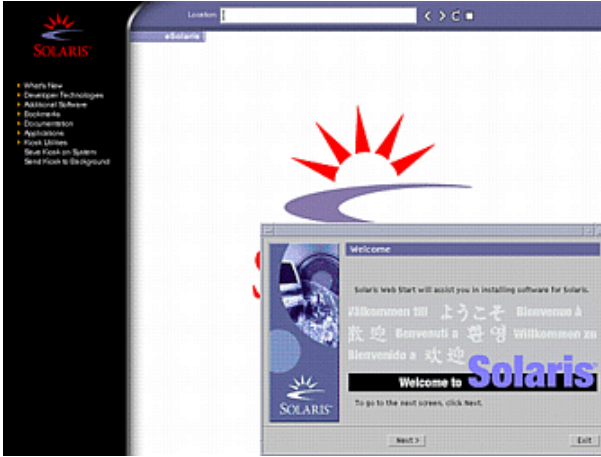 Location:
eSolaris
SOLARIS
What's New
Developer Technologies
Additional Software
Bookmarks
Documentation
Applications
Kiosk Utilities
Save Kiosk on System
Send Kiosk to Background
S
Welcome
Solaris Web Start will assist you in installing software for Solaris.
Välkommen till ようこそ Bienvenue à
歓迎 Benvenuti a 환영 Willkommen zu
Bienvenido a 欢迎
Welcome to Solaris
To go to the next screen, click Next.
SOLARIS
Next >
Exit